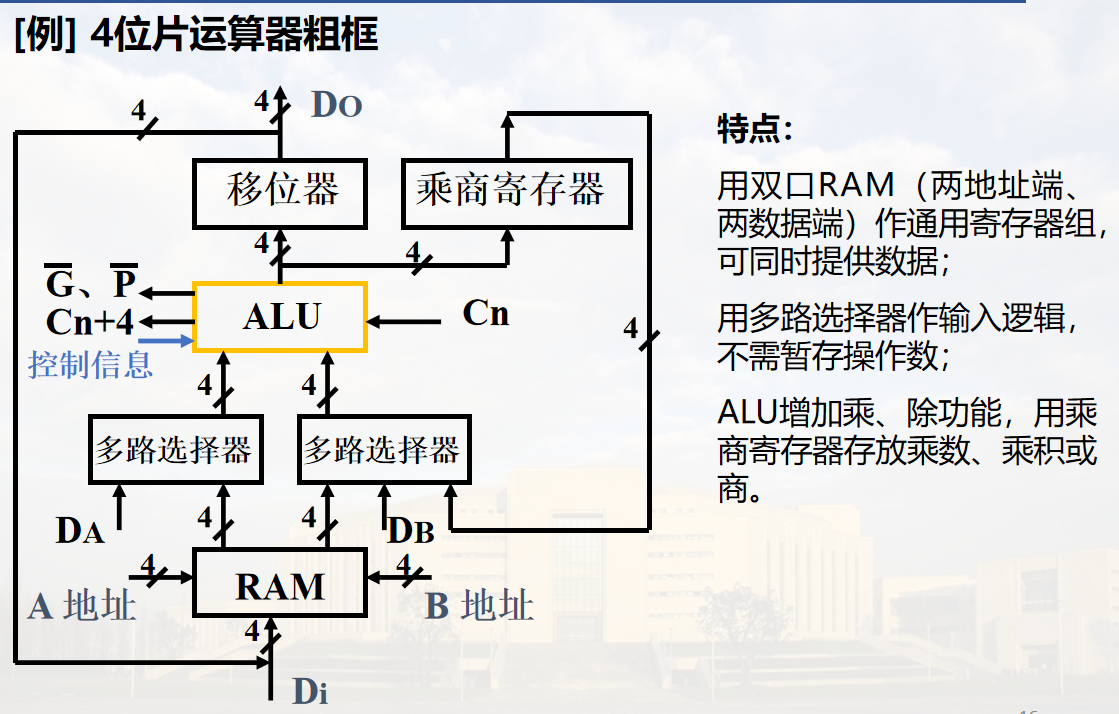 [例] 4位片运算器粗框
4
4
DO
移位器
乘商寄存器
4
4
G、P
Cn+4
控制信息
ALU
Cn
4
4
4
多路选择器
多路选择器
DA
4
4
DB
4
4
A 地址
RAM
B 地址
4
Di
特点：
用双口RAM（两地址端、
两数据端）作通用寄存器组，
可同时提供数据；
用多路选择器作输入逻辑，
不需暂存操作数；
ALU增加乘、除功能，用乘
商寄存器存放乘数、乘积或
商。